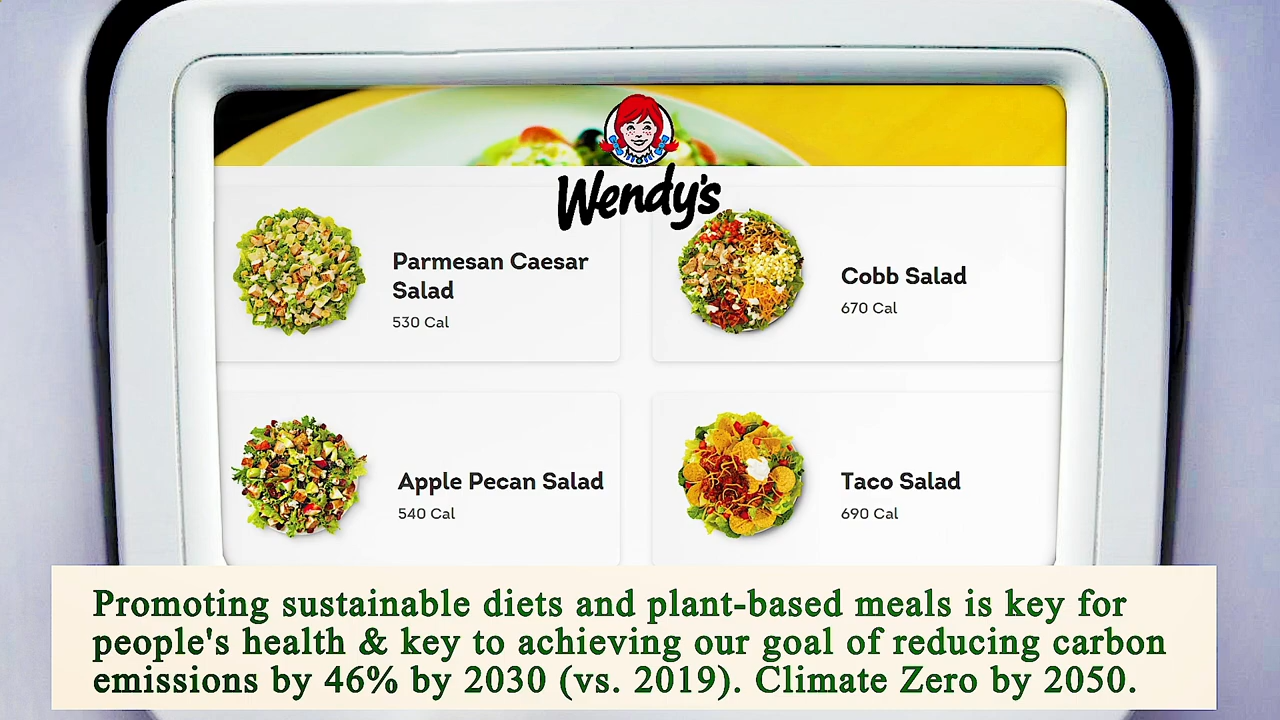 Wendy's
Parmesan Caesar
Salad
530 Cal
Cobb Salad
670 Cal
Apple Pecan Salad
540 Cal
Taco Salad
690 Cal
Promoting sustainable diets and plant-based meals is key for
people's health & key to achieving our goal of reducing carbon
emissions by 46% by 2030 (vs. 2019). Climate Zero by 2050.